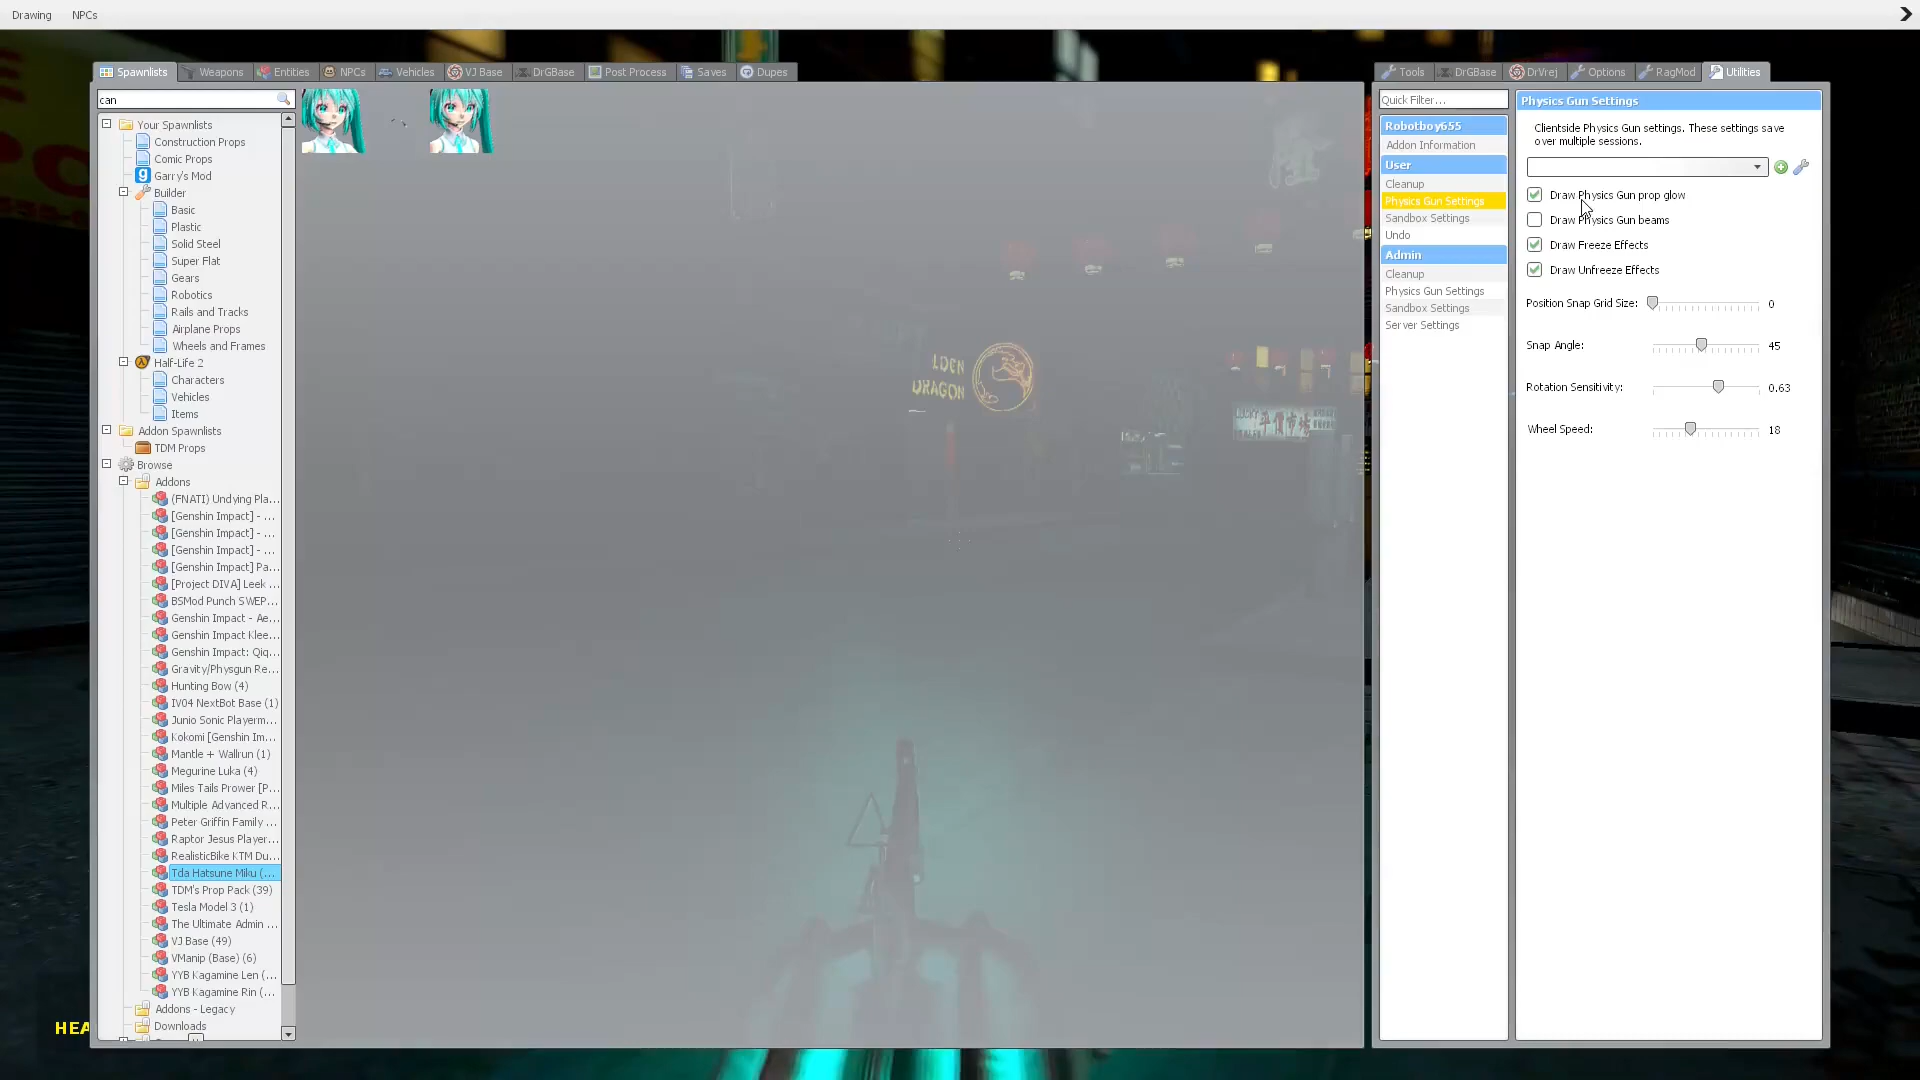 Drawing NPCs
Spawnlists Weapons Entities NPCs Vehicles VJ Base DrGBase Post Process Saves Dupes
Tools DrGBase DrVrej Options RagMod Utilities
can
Your Spawnlists
Construction Props
Comic Props
Garry's Mod
Builder
Basic
Plastic
Solid Steel
Super Flat
Gears
Robotics
Rails and Tracks
Airplane Props
Wheels and Frames
Half-Life 2
Characters
Vehicles
Items
Addon Spawnlists
TDM Props
Browse
Addons
(FNATI) Undying Pla...
[Genshin Impact] - ...
[Genshin Impact] - ...
[Genshin Impact] - ...
[Genshin Impact] Pa...
[Project DIVA] Leek ...
BSMod Punch SWEP...
Genshin Impact - Ae...
Genshin Impact Klee...
Genshin Impact: Qiq...
Gravity/Physgun Re...
Hunting Bow (4)
IV04 NextBot Base (1)
Junio Sonic Playerm...
Kokomi [Genshin Im...
Mantle + Wallrun (1)
Megurine Luka (4)
Miles Tails Prower [P...
Multiple Advanced R...
Peter Griffin Family ...
Raptor Jesus Player...
RealisticBike KTM Du...
Tda Hatsune Miku (...
TDM's Prop Pack (39)
Tesla Model 3 (1)
The Ultimate Admin ...
VJ Base (49)
VManip (Base) (6)
YYB Kagamine Len (...
YYB Kagamine Rin (...
Addons - Legacy
Downloads
HEA
LDEN
DRAGON
Quick Filter...
Robotboy655
Addon Information
User
Cleanup
Physics Gun Settings
Sandbox Settings
Undo
Admin
Cleanup
Physics Gun Settings
Sandbox Settings
Server Settings
Physics Gun Settings
Clientside Physics Gun settings. These settings save
over multiple sessions.
Draw Physics Gun prop glow
Draw Physics Gun beams
Draw Freeze Effects
Draw Unfreeze Effects
Position Snap Grid Size: 0
Snap Angle: 45
Rotation Sensitivity: 0.63
Wheel Speed: 18